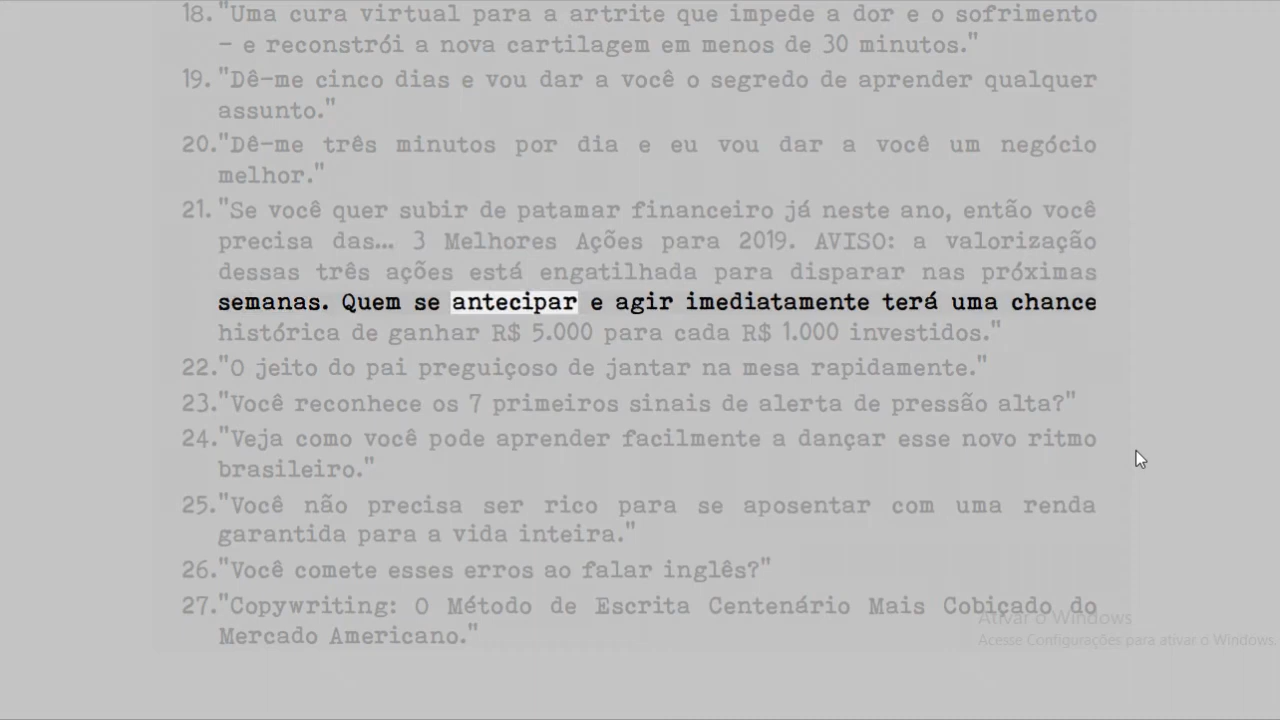 18. "Uma cura virtual para a artrite que impede a dor e o sofrimento
– e reconstrói a nova cartilagem em menos de 30 minutos."
19. "Dê-me cinco dias e vou dar a você o segredo de aprender qualquer
assunto."
20."Dê-me três minutos por dia e eu vou dar a você um negócio
melhor."
21. "Se você quer subir de patamar financeiro já neste ano, então você
precisa das… 3 Melhores Ações para 2019. AVISO: a valorização
dessas três ações está engatilhada para disparar nas próximas
semanas. Quem se antecipar e agir imediatamente terá uma chance
histórica de ganhar R$ 5.000 para cada R$ 1.000 investidos."
22."O jeito do pai preguiçoso de jantar na mesa rapidamente."
23."Você reconhece os 7 primeiros sinais de alerta de pressão alta?"
24."Veja como você pode aprender facilmente a dançar esse novo ritmo
brasileiro."
25."Você não precisa ser rico para se aposentar com uma renda
garantida para a vida inteira."
26."Você comete esses erros ao falar inglês?"
27."Copywriting: O Método de Escrita Centenário Mais Cobiçado do
Mercado Americano."
Ativar o Windows
Acesse Configurações para ativar o Windows.